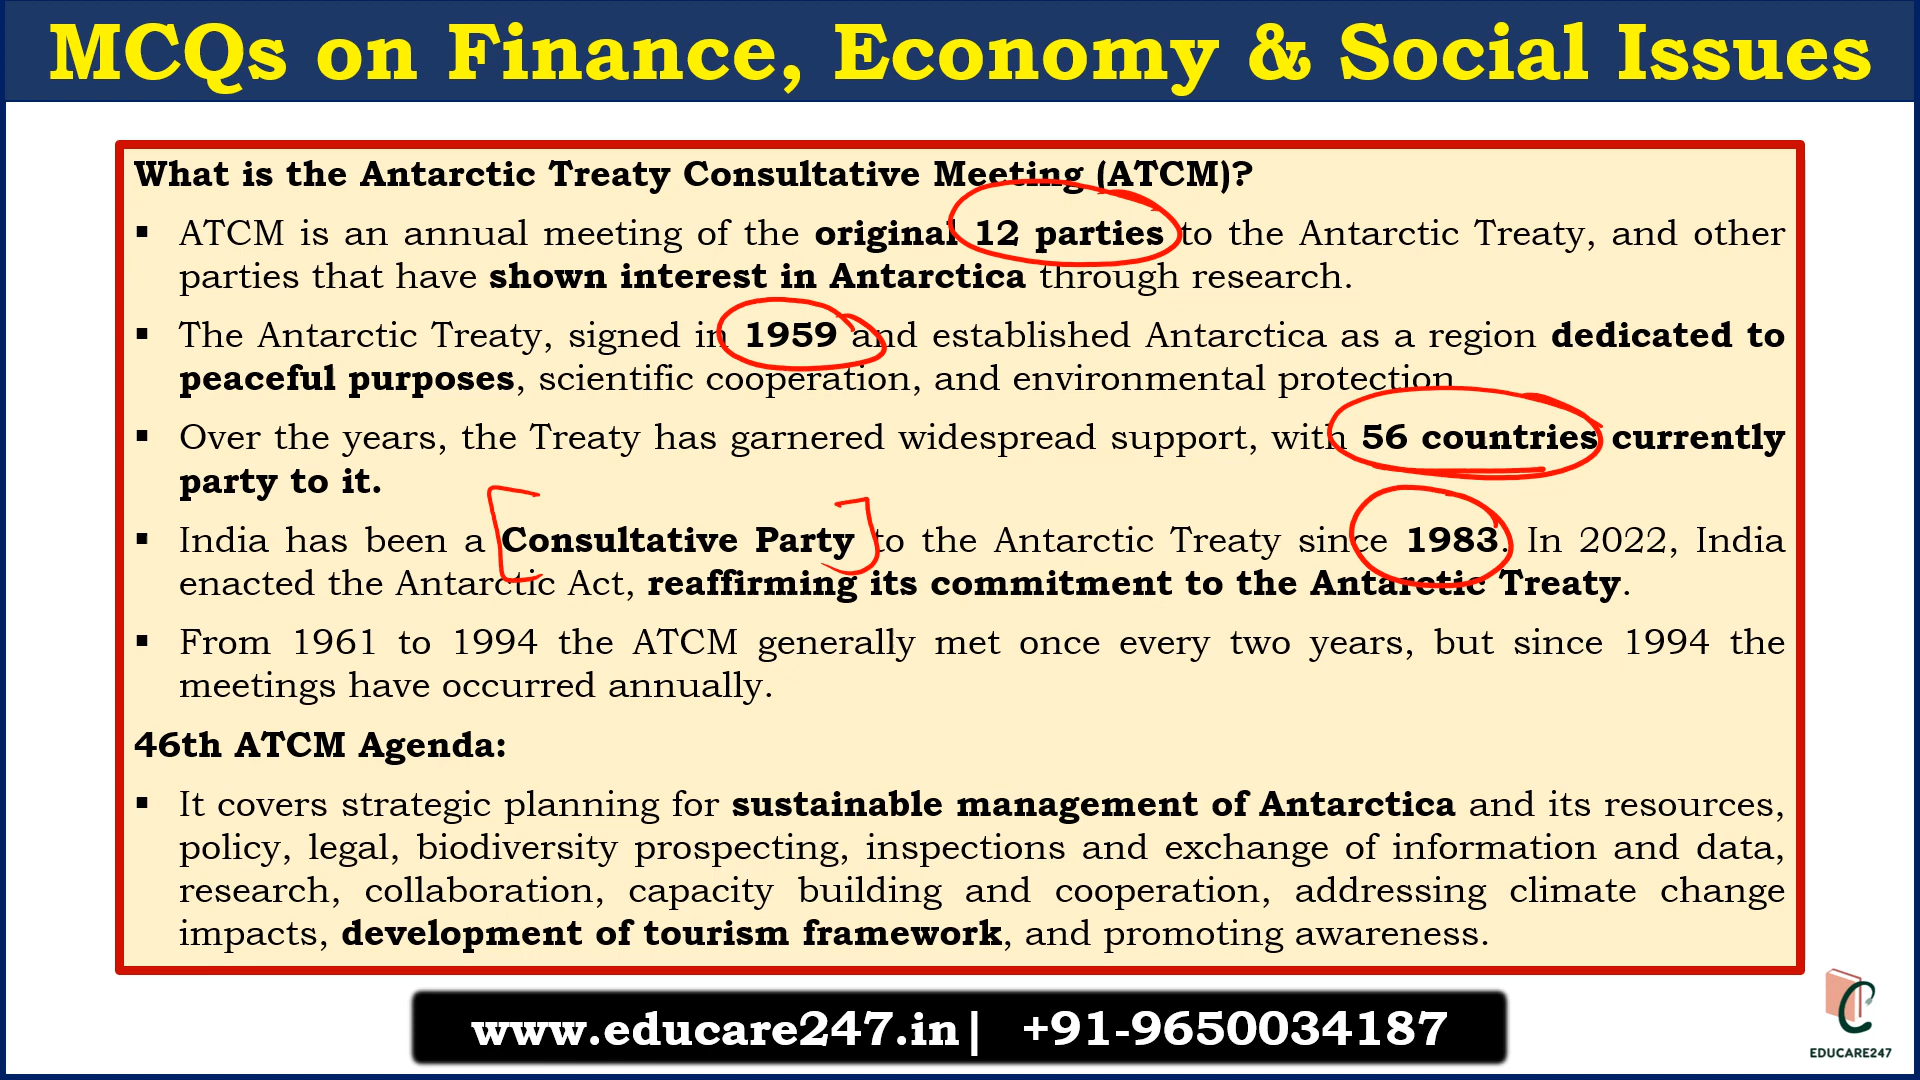 MCQs on Finance, Economy & Social Issues
What is the Antarctic Treaty Consultative Meeting (ATCM)?
▪ ATCM is an annual meeting of the original 12 parties to the Antarctic Treaty, and other
parties that have shown interest in Antarctica through research.
▪ The Antarctic Treaty, signed in 1959 and established Antarctica as a region dedicated to
peaceful purposes, scientific cooperation, and environmental protection
▪ Over the years, the Treaty has garnered widespread support, with 56 countries currently
party to it.
▪ India has been a Consultative Party to the Antarctic Treaty since 1983. In 2022, India
enacted the Antarctic Act, reaffirming its commitment to the Antarctic Treaty.
▪ From 1961 to 1994 the ATCM generally met once every two years, but since 1994 the
meetings have occurred annually.
46th ATCM Agenda:
▪ It covers strategic planning for sustainable management of Antarctica and its resources,
policy, legal, biodiversity prospecting, inspections and exchange of information and data,
research, collaboration, capacity building and cooperation, addressing climate change
impacts, development of tourism framework, and promoting awareness.
www.educare247.in| +91-9650034187
EDUCARE247